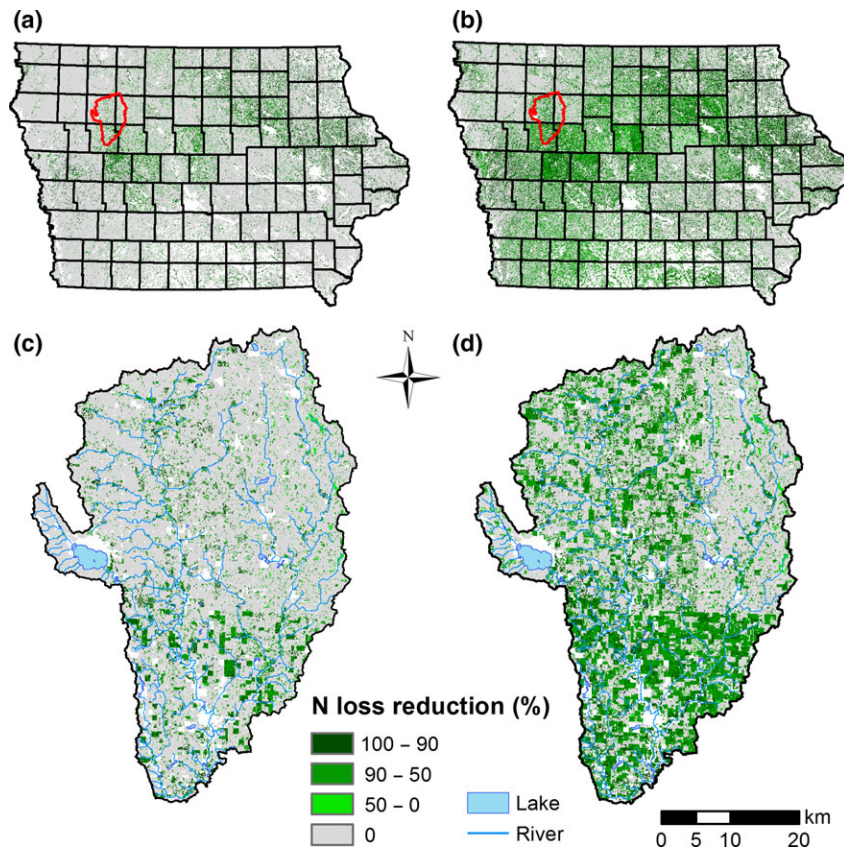 (a)
(b)
(c)
N
(d)
N loss reduction (%)
100 – 90
90 – 50
50 – 0
0
Lake
River
km
0 5 10 20